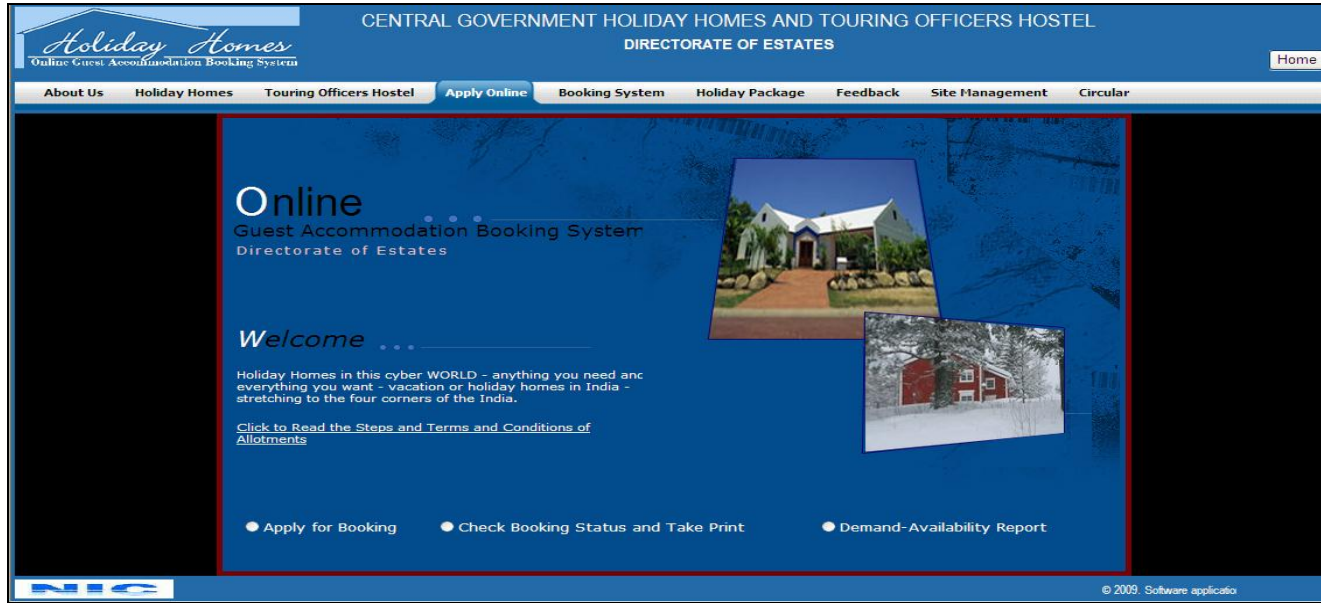 CENTRAL GOVERNMENT HOLIDAY HOMES AND TOURING OFFICERS HOSTEL
DIRECTORATE OF ESTATES
Holiday Homes
Online Guest Accommodation Booking System
Home
About Us Holiday Homes Touring Officers Hostel Apply Online Booking System Holiday Package Feedback Site Management Circular
Online
Guest Accommodation Booking System
Directorate of Estates
Welcome
Holiday Homes in this cyber WORLD - anything you need and
everything you want - vacation or holiday homes in India -
stretching to the four corners of the India.
Click to Read the Steps and Terms and Conditions of
Allotments
Apply for Booking Check Booking Status and Take Print Demand-Availability Report
NIC
© 2009. Software applicatio